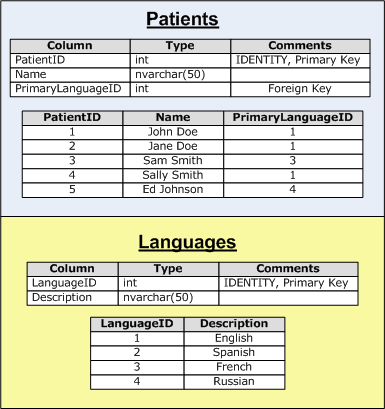 Patients
Column Type Comments
PatientID int IDENTITY, Primary Key
Name nvarchar(50)
PrimaryLanguageID int Foreign Key
PatientID Name PrimaryLanguageID
1 John Doe 1
2 Jane Doe 1
3 Sam Smith 3
4 Sally Smith 1
5 Ed Johnson 4
Languages
Column Type Comments
LanguageID int IDENTITY, Primary Key
Description nvarchar(50)
LanguageID Description
1 English
2 Spanish
3 French
4 Russian